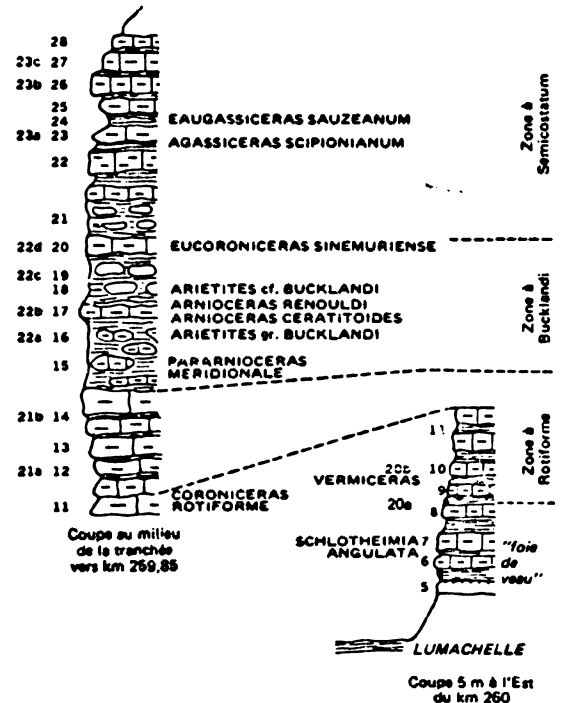 28
23c 27
23b 26
25
24 EAUGASSICERAS SAUZEANUM
23a 23 AGASSICERAS SCIPIONIANUM
22
21
22d 20 EUCORONICERAS SINEMURIENSE
22c 19
18 ARIETITES cf. BUCKLANDI
ARNIOCERAS RENOULDI
22b 17 ARNIOCERAS CERATITOIDES
22a 16 ARIETITES gr. BUCKLANDI
15 PARARNIOCERAS
MERIDIONALE
21b 14
13
21a 12
CORONICERAS
11 ROTIFORME
Coupe au milieu
de la tranchée
vers km 259,85
Zone à
Semicostatum
Zone à
Bucklandi
Zone à
Rotiforme
11
20b 10
VERMICERAS
9
20a
8
SCHLOTHEIMIA 7
ANGULATA
6
5
"foie
de
veau"
LUMACHELLE
Coupe 5 m à l'Est
du km 260